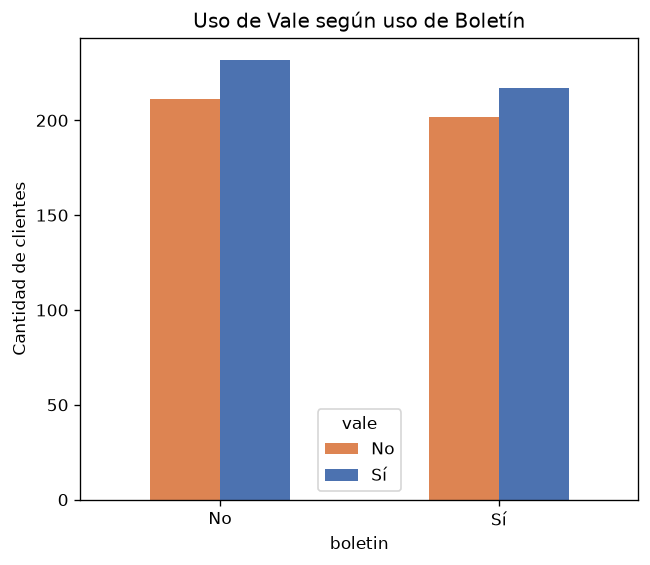 Uso de Vale según uso de Boletín
Cantidad de clientes
200
150
100
50
0
vale
No
Sí
No
Sí
boletin